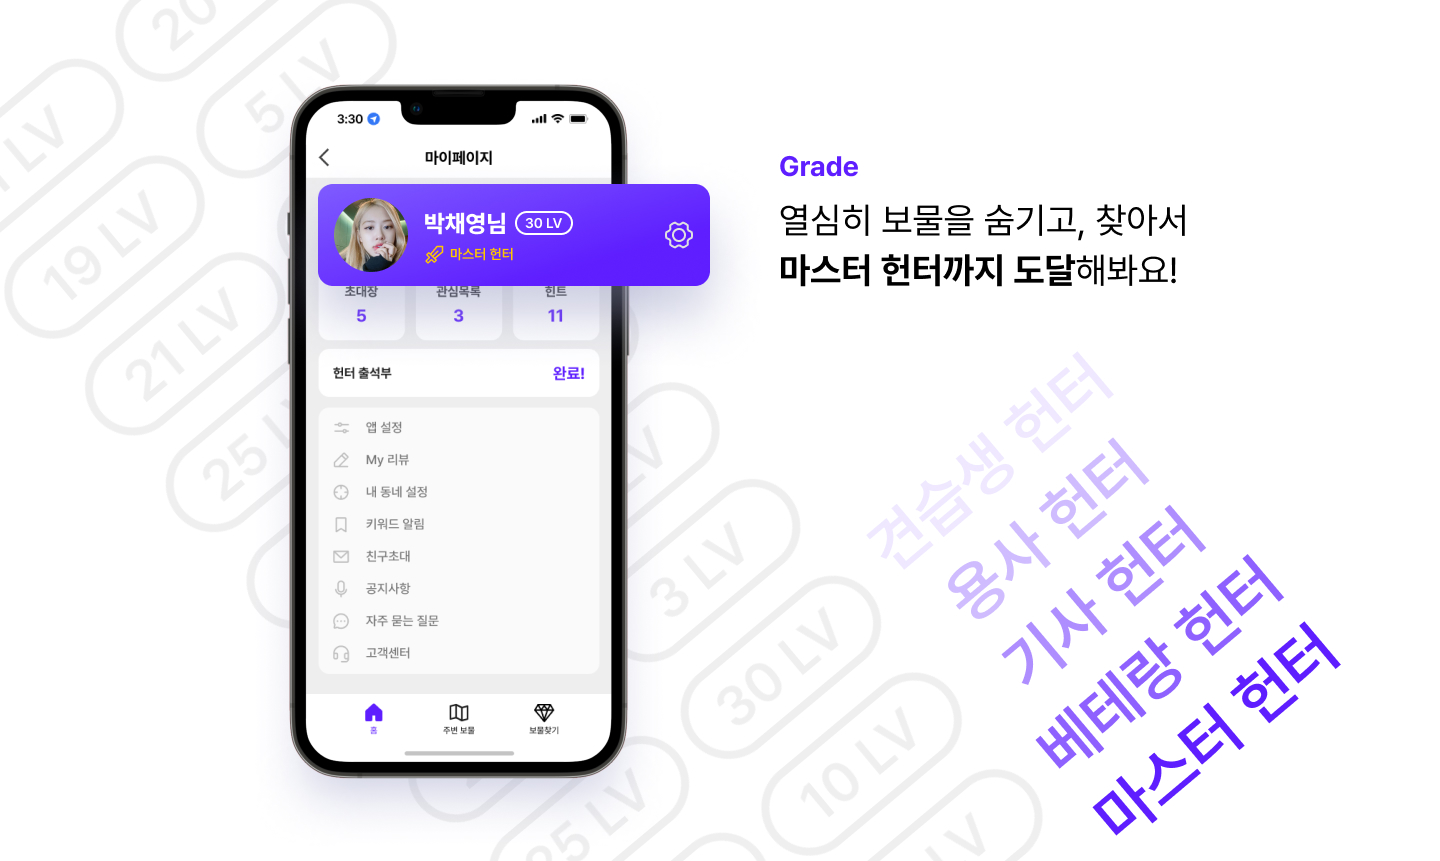 20
5 LV
1 LV
19 LV
21 LV
25
3:30
마이페이지
박채영님 30 LV
마스터 헌터
초대장 관심목록 힌트
5 3 11
헌터 출석부 완료!
앱 설정
My 리뷰
내 동네 설정
키워드 알림
친구초대
공지사항
자주 묻는 질문
고객센터
홈 주변 보물 보물찾기
Grade
열심히 보물을 숨기고, 찾아서
마스터 헌터까지 도달해봐요!
견습생 헌터
용사 헌터
기사 헌터
베테랑 헌터
마스터 헌터
LV
3 LV
30 LV
10 LV
25 LV
LV